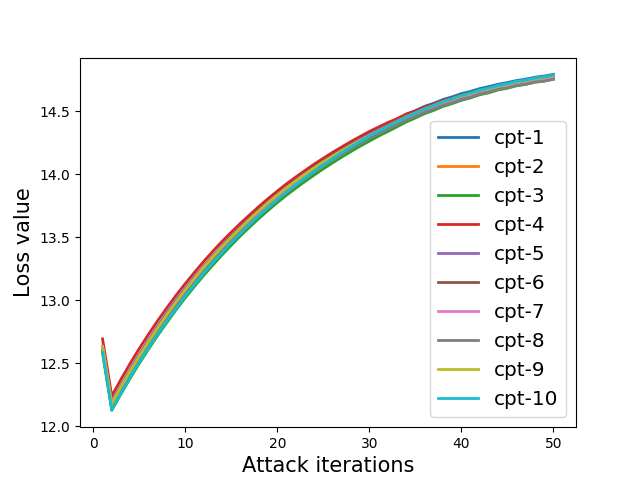 14.5
14.0
13.5
13.0
12.5
12.0
Loss value
0 10 20 30 40 50
Attack iterations
cpt-1
cpt-2
cpt-3
cpt-4
cpt-5
cpt-6
cpt-7
cpt-8
cpt-9
cpt-10